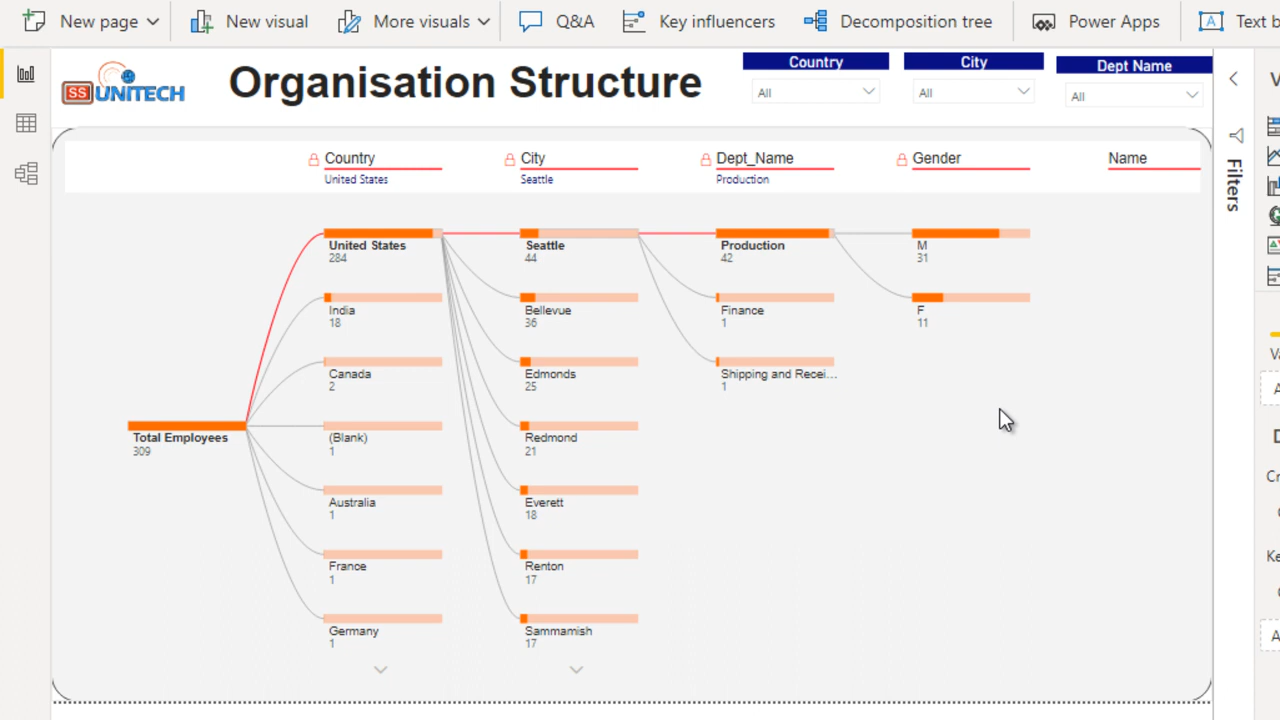 New page
New visual
More visuals
Q&A
Key influencers
Decomposition tree
Power Apps
Text b
SS UNITECH
Organisation Structure
Country
All
City
All
Dept Name
All
Filters
Country
United States
City
Seattle
Dept_Name
Production
Gender
Name
Total Employees
309
United States
284
India
18
Canada
2
(Blank)
1
Australia
1
France
1
Germany
1
Seattle
44
Bellevue
36
Edmonds
25
Redmond
21
Everett
18
Renton
17
Sammamish
17
Production
42
Finance
1
Shipping and Recei...
1
M
31
F
11